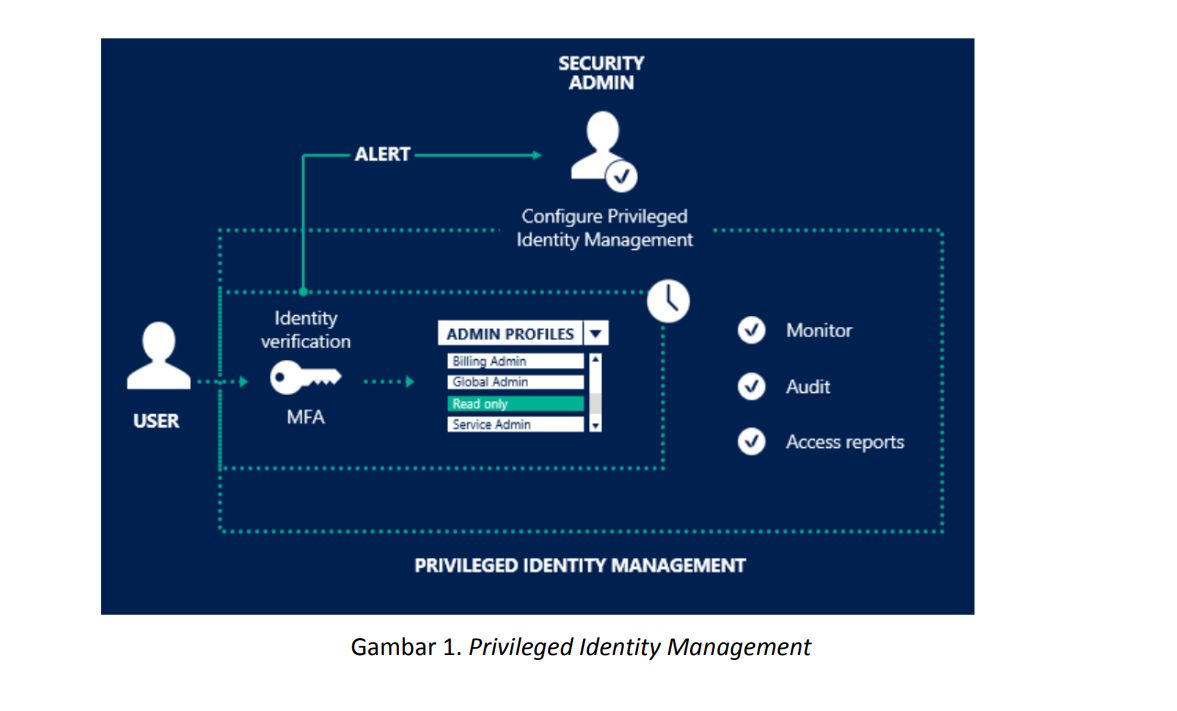 SECURITY
ADMIN
ALERT
Configure Privileged
Identity Management
Identity
verification
MFA
USER
ADMIN PROFILES
Billing Admin
Global Admin
Read only
Service Admin
Monitor
Audit
Access reports
PRIVILEGED IDENTITY MANAGEMENT
Gambar 1. Privileged Identity Management